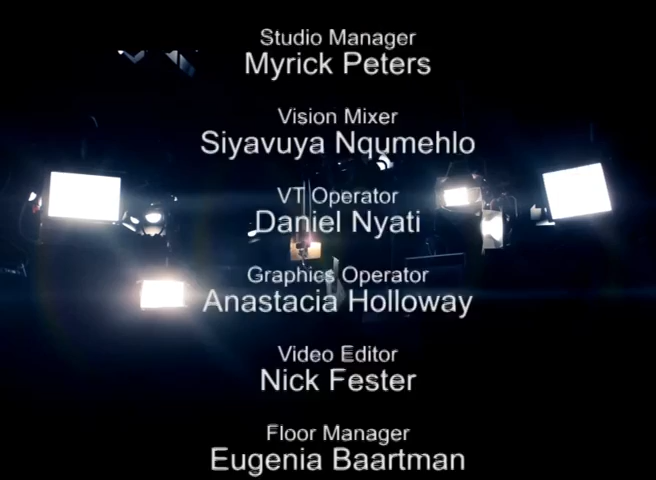 Studio Manager
Myrick Peters
Vision Mixer
Siyavuya Nqumehlo
VT Operator
Daniel Nyati
Graphics Operator
Anastacia Holloway
Video Editor
Nick Fester
Floor Manager
Eugenia Baartman